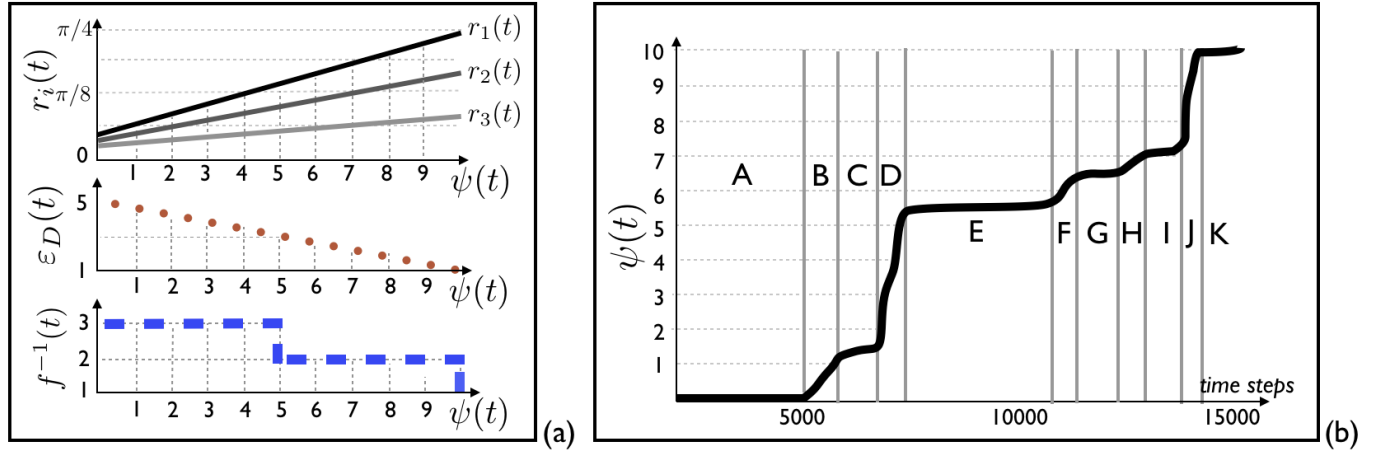 π/4
r₁(t)
r₂(t)
π/8
rᵢ(t)
r₃(t)
0
1 2 3 4 5 6 7 8 9 ψ(t)
5
ε_D(t)
1
1 2 3 4 5 6 7 8 9 ψ(t)
3
f⁻¹(t)
2
1
1 2 3 4 5 6 7 8 9 ψ(t)
(a)
10
9
8
7
6
5
4
3
2
1
ψ(t)
A B C D
E F G H I J K
time steps
5000 10000 15000
(b)